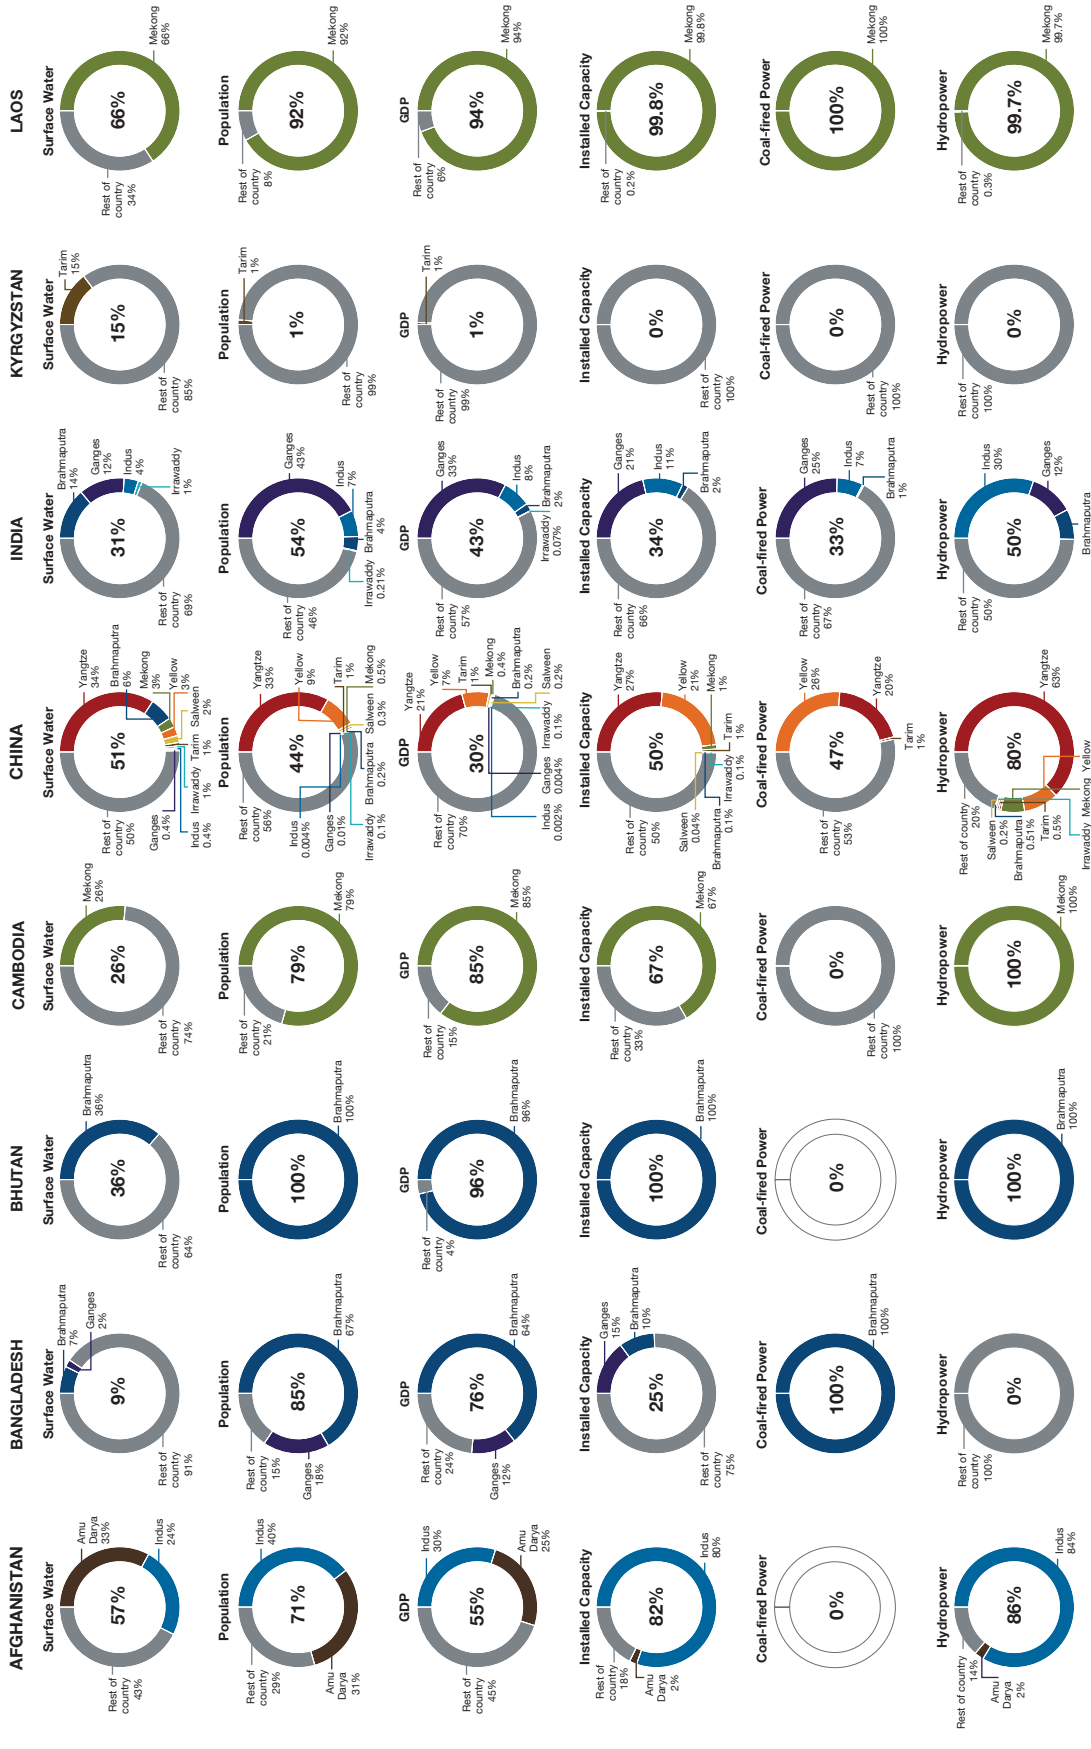 AFGHANISTAN
Surface Water
57%
Amu
Darya
33%
Indus
24%
Rest of
country
43%
Population
71%
Indus
40%
Amu
Darya
31%
Rest of
country
29%
GDP
55%
Indus
30%
Amu
Darya
25%
Rest of
country
45%
Installed Capacity
82%
Indus
80%
Amu
Darya
2%
Rest of
country
18%
Coal-fired Power
0%
Hydropower
86%
Indus
84%
Amu
Darya
2%
Rest of country
14%
BANGLADESH
Surface Water
9%
Brahmaputra
7%
Ganges
2%
Rest of
country
91%
Population
85%
Brahmaputra
67%
Ganges
18%
Rest of
country
15%
GDP
76%
Brahmaputra
64%
Ganges
12%
Rest of
country
24%
Installed Capacity
25%
Ganges
15%
Brahmaputra
10%
Rest of
country
75%
Coal-fired Power
100%
Brahmaputra
100%
Hydropower
0%
Rest of
country
100%
BHUTAN
Surface Water
36%
Brahmaputra
36%
Rest of
country
64%
Population
100%
Brahmaputra
100%
GDP
96%
Brahmaputra
96%
Rest of
country
4%
Installed Capacity
100%
Brahmaputra
100%
Coal-fired Power
0%
Hydropower
100%
Brahmaputra
100%
CAMBODIA
Surface Water
26%
Mekong
26%
Rest of
country
74%
Population
79%
Mekong
79%
Rest of
country
21%
GDP
85%
Mekong
85%
Rest of
country
15%
Installed Capacity
67%
Mekong
67%
Rest of
country
33%
Coal-fired Power
0%
Rest of
country
100%
Hydropower
100%
Mekong
100%
CHINA
Surface Water
51%
Yangtze
34%
Brahmaputra
6%
Mekong
3%
Yellow
3%
Salween
2%
Tarim
1%
Irrawaddy
1%
Indus
0.4%
Ganges
0.4%
Rest of
country
50%
Population
44%
Yangtze
33%
Yellow
9%
Tarim
1%
Mekong
0.5%
Salween
0.3%
Brahmaputra
0.2%
Irrawaddy
0.1%
Ganges
0.01%
Indus
0.004%
Rest of
country
56%
GDP
30%
Yangtze
21%
Yellow
7%
Tarim
1%
Mekong
0.4%
Brahmaputra
0.2%
Salween
0.2%
Irrawaddy
0.1%
Ganges
0.004%
Indus
0.002%
Rest of
country
70%
Installed Capacity
50%
Yangtze
27%
Yellow
21%
Mekong
1%
Tarim
1%
Irrawaddy
0.1%
Brahmaputra
0.1%
Salween
0.04%
Rest of
country
50%
Coal-fired Power
47%
Yellow
26%
Yangtze
20%
Tarim
1%
Rest of
country
53%
Hydropower
80%
Yangtze
63%
Yellow
Mekong
Irrawaddy
Tarim
0.5%
Brahmaputra
0.51%
Salween
0.2%
Rest of country
20%
INDIA
Surface Water
31%
Brahmaputra
14%
Ganges
12%
Indus
4%
Irrawaddy
1%
Rest of
country
69%
Population
54%
Ganges
43%
Indus
7%
Brahmaputra
4%
Irrawaddy
0.21%
Rest of
country
46%
GDP
43%
Ganges
33%
Indus
8%
Brahmaputra
2%
Irrawaddy
0.07%
Rest of
country
57%
Installed Capacity
34%
Ganges
21%
Indus
11%
Brahmaputra
2%
Rest of
country
66%
Coal-fired Power
33%
Ganges
25%
Indus
7%
Brahmaputra
1%
Rest of
country
67%
Hydropower
50%
Indus
30%
Ganges
12%
Brahmaputra
Rest of
country
50%
KYRGYZSTAN
Surface Water
15%
Tarim
15%
Rest of
country
85%
Population
1%
Tarim
1%
Rest of
country
99%
GDP
1%
Tarim
1%
Rest of
country
99%
Installed Capacity
0%
Rest of
country
100%
Coal-fired Power
0%
Rest of
country
100%
Hydropower
0%
Rest of
country
100%
LAOS
Surface Water
66%
Mekong
66%
Rest of
country
34%
Population
92%
Mekong
92%
Rest of
country
8%
GDP
94%
Mekong
94%
Rest of
country
6%
Installed Capacity
99.8%
Mekong
99.8%
Rest of
country
0.2%
Coal-fired Power
100%
Mekong
100%
Hydropower
99.7%
Mekong
99.7%
Rest of
country
0.3%